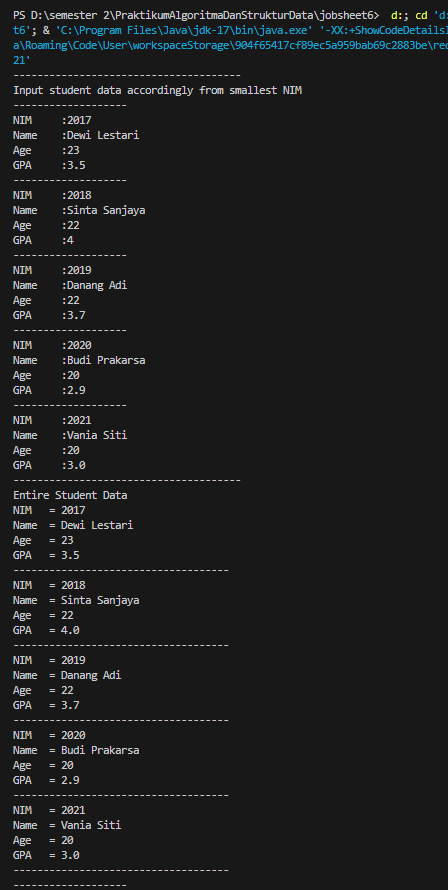 PS D:\semester 2\PraktikumAlgoritmaDanStrukturData\jobsheet6>  d:; cd 'd:
t6'; & 'C:\Program Files\Java\jdk-17\bin\java.exe' '-XX:+ShowCodeDetailsI
a\Roaming\Code\User\workspaceStorage\904f65417cf89ec5a959bab69c2883be\red
21'
--------------------------------------
Input student data accordingly from smallest NIM
-------------------
NIM     :2017
Name    :Dewi Lestari
Age     :23
GPA     :3.5
-------------------
NIM     :2018
Name    :Sinta Sanjaya
Age     :22
GPA     :4
-------------------
NIM     :2019
Name    :Danang Adi
Age     :22
GPA     :3.7
-------------------
NIM     :2020
Name    :Budi Prakarsa
Age     :20
GPA     :2.9
-------------------
NIM     :2021
Name    :Vania Siti
Age     :20
GPA     :3.0
--------------------------------------
Entire Student Data
NIM   = 2017
Name  = Dewi Lestari
Age   = 23
GPA   = 3.5
------------------------------------
NIM   = 2018
Name  = Sinta Sanjaya
Age   = 22
GPA   = 4.0
------------------------------------
NIM   = 2019
Name  = Danang Adi
Age   = 22
GPA   = 3.7
------------------------------------
NIM   = 2020
Name  = Budi Prakarsa
Age   = 20
GPA   = 2.9
------------------------------------
NIM   = 2021
Name  = Vania Siti
Age   = 20
GPA   = 3.0
------------------------------------
-------------------